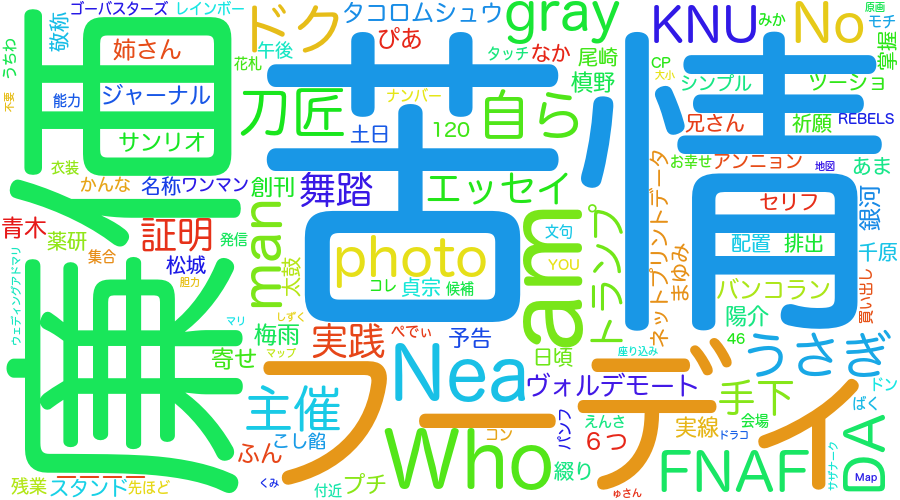 ゴーバスターズ
レインボー
うちわ
敬称
姉さん
午後
花札
不要
能力
ジャーナル
サンリオ
廉価
衣装
かんな
名称
ワンマン
青木
薬研
集合
証明
発信
松城
胆力
ウェディングアドマリ
マリ
ドク
タコロムシュウ
ぴあ
gray
タッチ
なか
尾崎
槙野
ナンバー
刀匠
土日
120
自ら
創刊
舞踏
エッセイ
苦情
man
太鼓
photo
am
文句
YOU
コレ
貞宗
候補
トランプ
ネットプリントデータ
まゆみ
KNU
みか
No
原画
モチ
掌握
CP
大小
シンプル
ツーショ
兄さん
祈願
REBELS
お幸せ
アンニョン
地図
あま
セリフ
銀河
配置
排出
千原
バンコラン
買い出し
陽介
46
しずく
梅雨
実践
ぺでぃ
予告
日頃
座り込み
うさぎ
寄せ
マップ
フーディ
Nea
ヴォルデモート
手下
ドン
ばく
主催
Who
コン
パンフ
えんさ
６つ
実線
会場
ドラコ
DA
ふん
こし餡
綴り
FNAF
サザナーク
Map
残業
スタンド
先ほど
くみ
付近
プチ
ゅさん